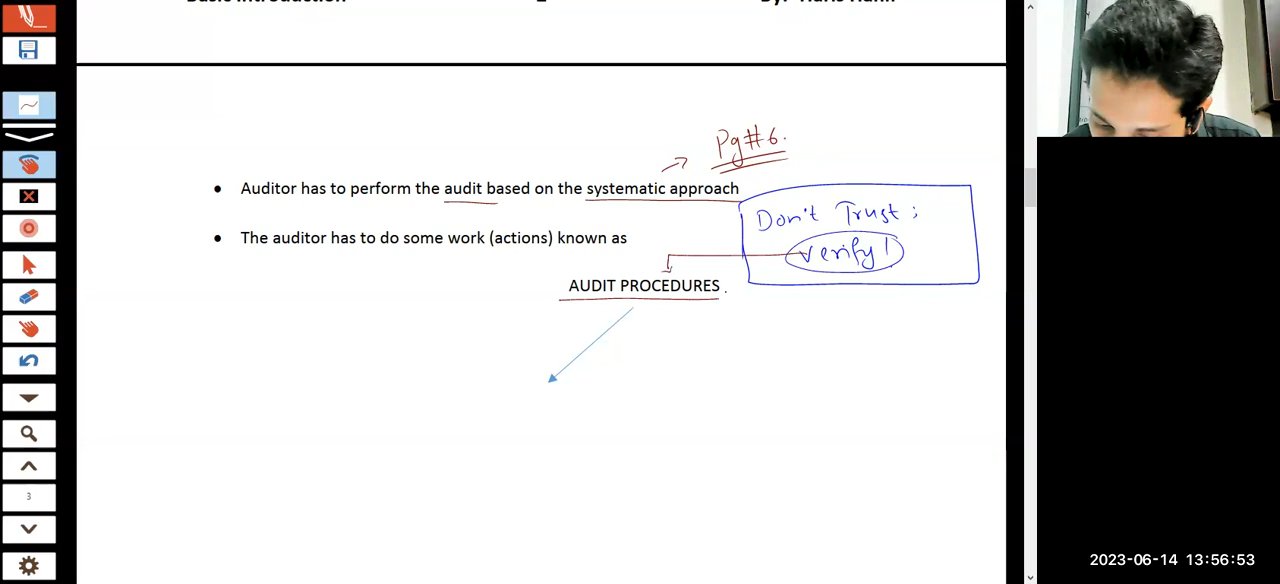 Pg#6.
• Auditor has to perform the audit based on the systematic approach
Don't Trust;
• The auditor has to do some work (actions) known as
Verify!
AUDIT PROCEDURES.
3
2023-06-14 13:56:53